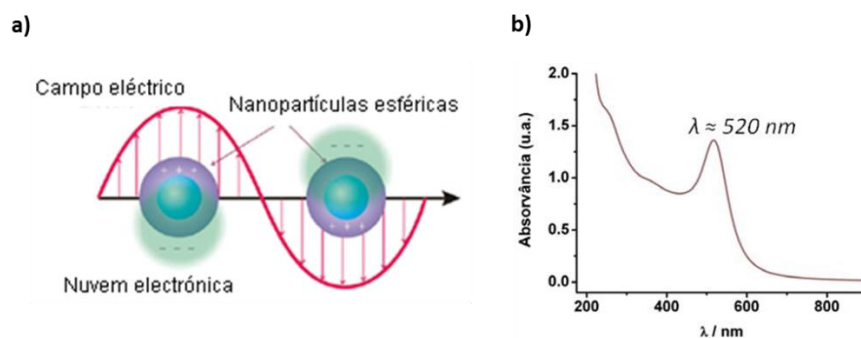 a)
Campo eléctrico
Nanopartículas esféricas
+ + +
- - -
- - -
+ + +
Nuvem electrónica
b)
2.0
1.5
1.0
0.5
0.0
Absorvância (u.a.)
λ ≈ 520 nm
200 400 600 800
λ / nm